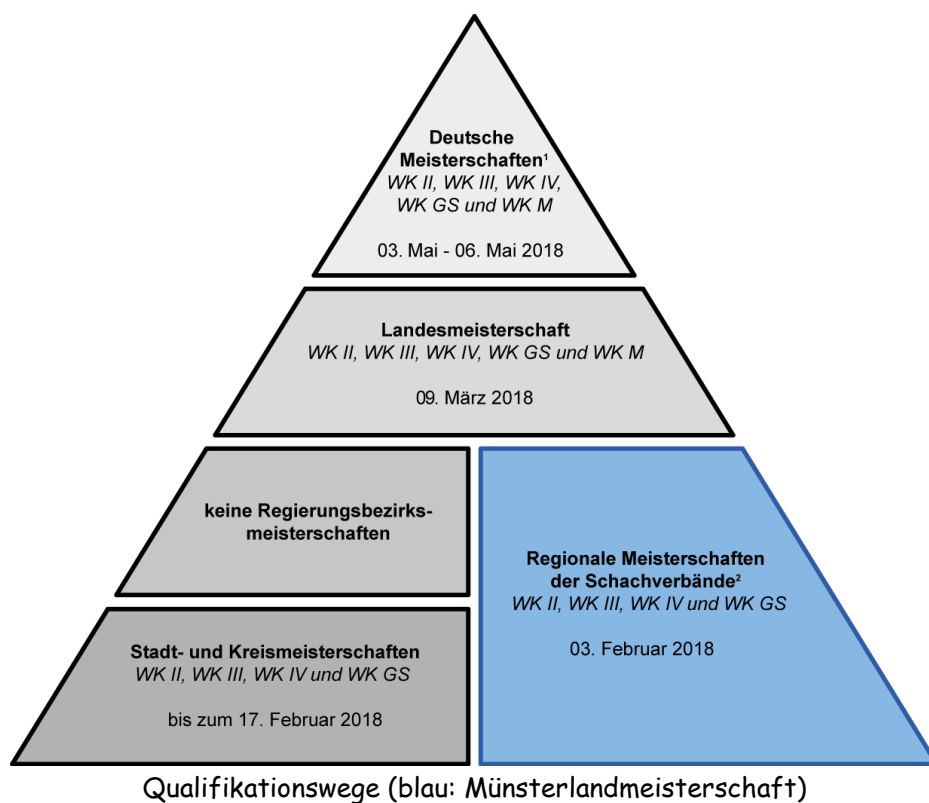 Deutsche
Meisterschaften¹
WK II, WK III, WK IV,
WK GS und WK M
03. Mai - 06. Mai 2018
Landesmeisterschaft
WK II, WK III, WK IV, WK GS und WK M
09. März 2018
keine Regierungsbezirks-
meisterschaften
Regionale Meisterschaften
der Schachverbände²
WK II, WK III, WK IV und WK GS
03. Februar 2018
Stadt- und Kreismeisterschaften
WK II, WK III, WK IV und WK GS
bis zum 17. Februar 2018
Qualifikationswege (blau: Münsterlandmeisterschaft)